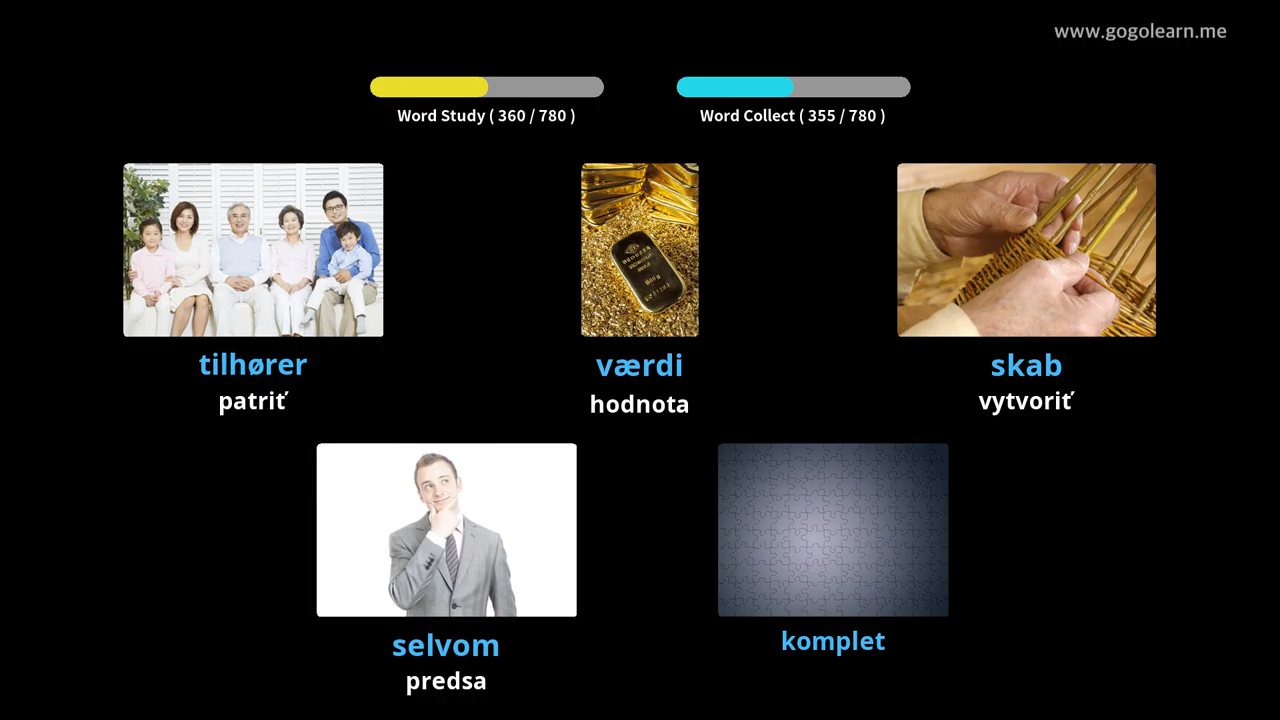 www.gogolearn.me
Word Study ( 360 / 780 )
Word Collect ( 355 / 780 )
tilhører
patriť
værdi
hodnota
skab
vytvoriť
selvom
predsa
komplet